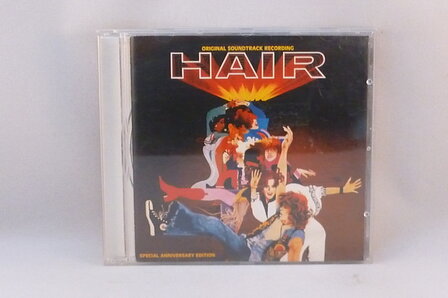 ORIGINAL SOUNDTRACK RECORDING
HAIR
SPECIAL ANNIVERSARY EDITION